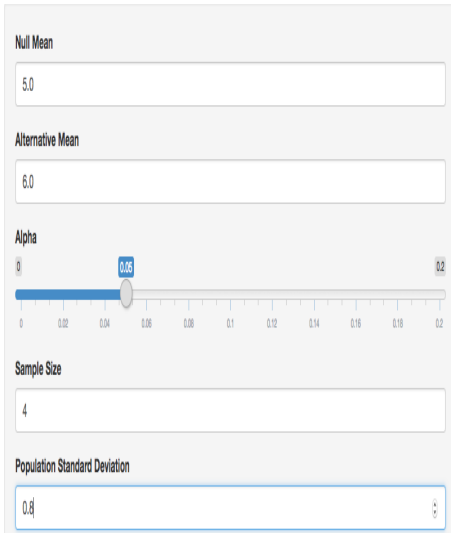 Null Mean
5.0
Alternative Mean
6.0
Alpha
0 0.05 0.2
0 0.02 0.04 0.06 0.08 0.1 0.12 0.14 0.16 0.18 0.2
Sample Size
4
Population Standard Deviation
0.8